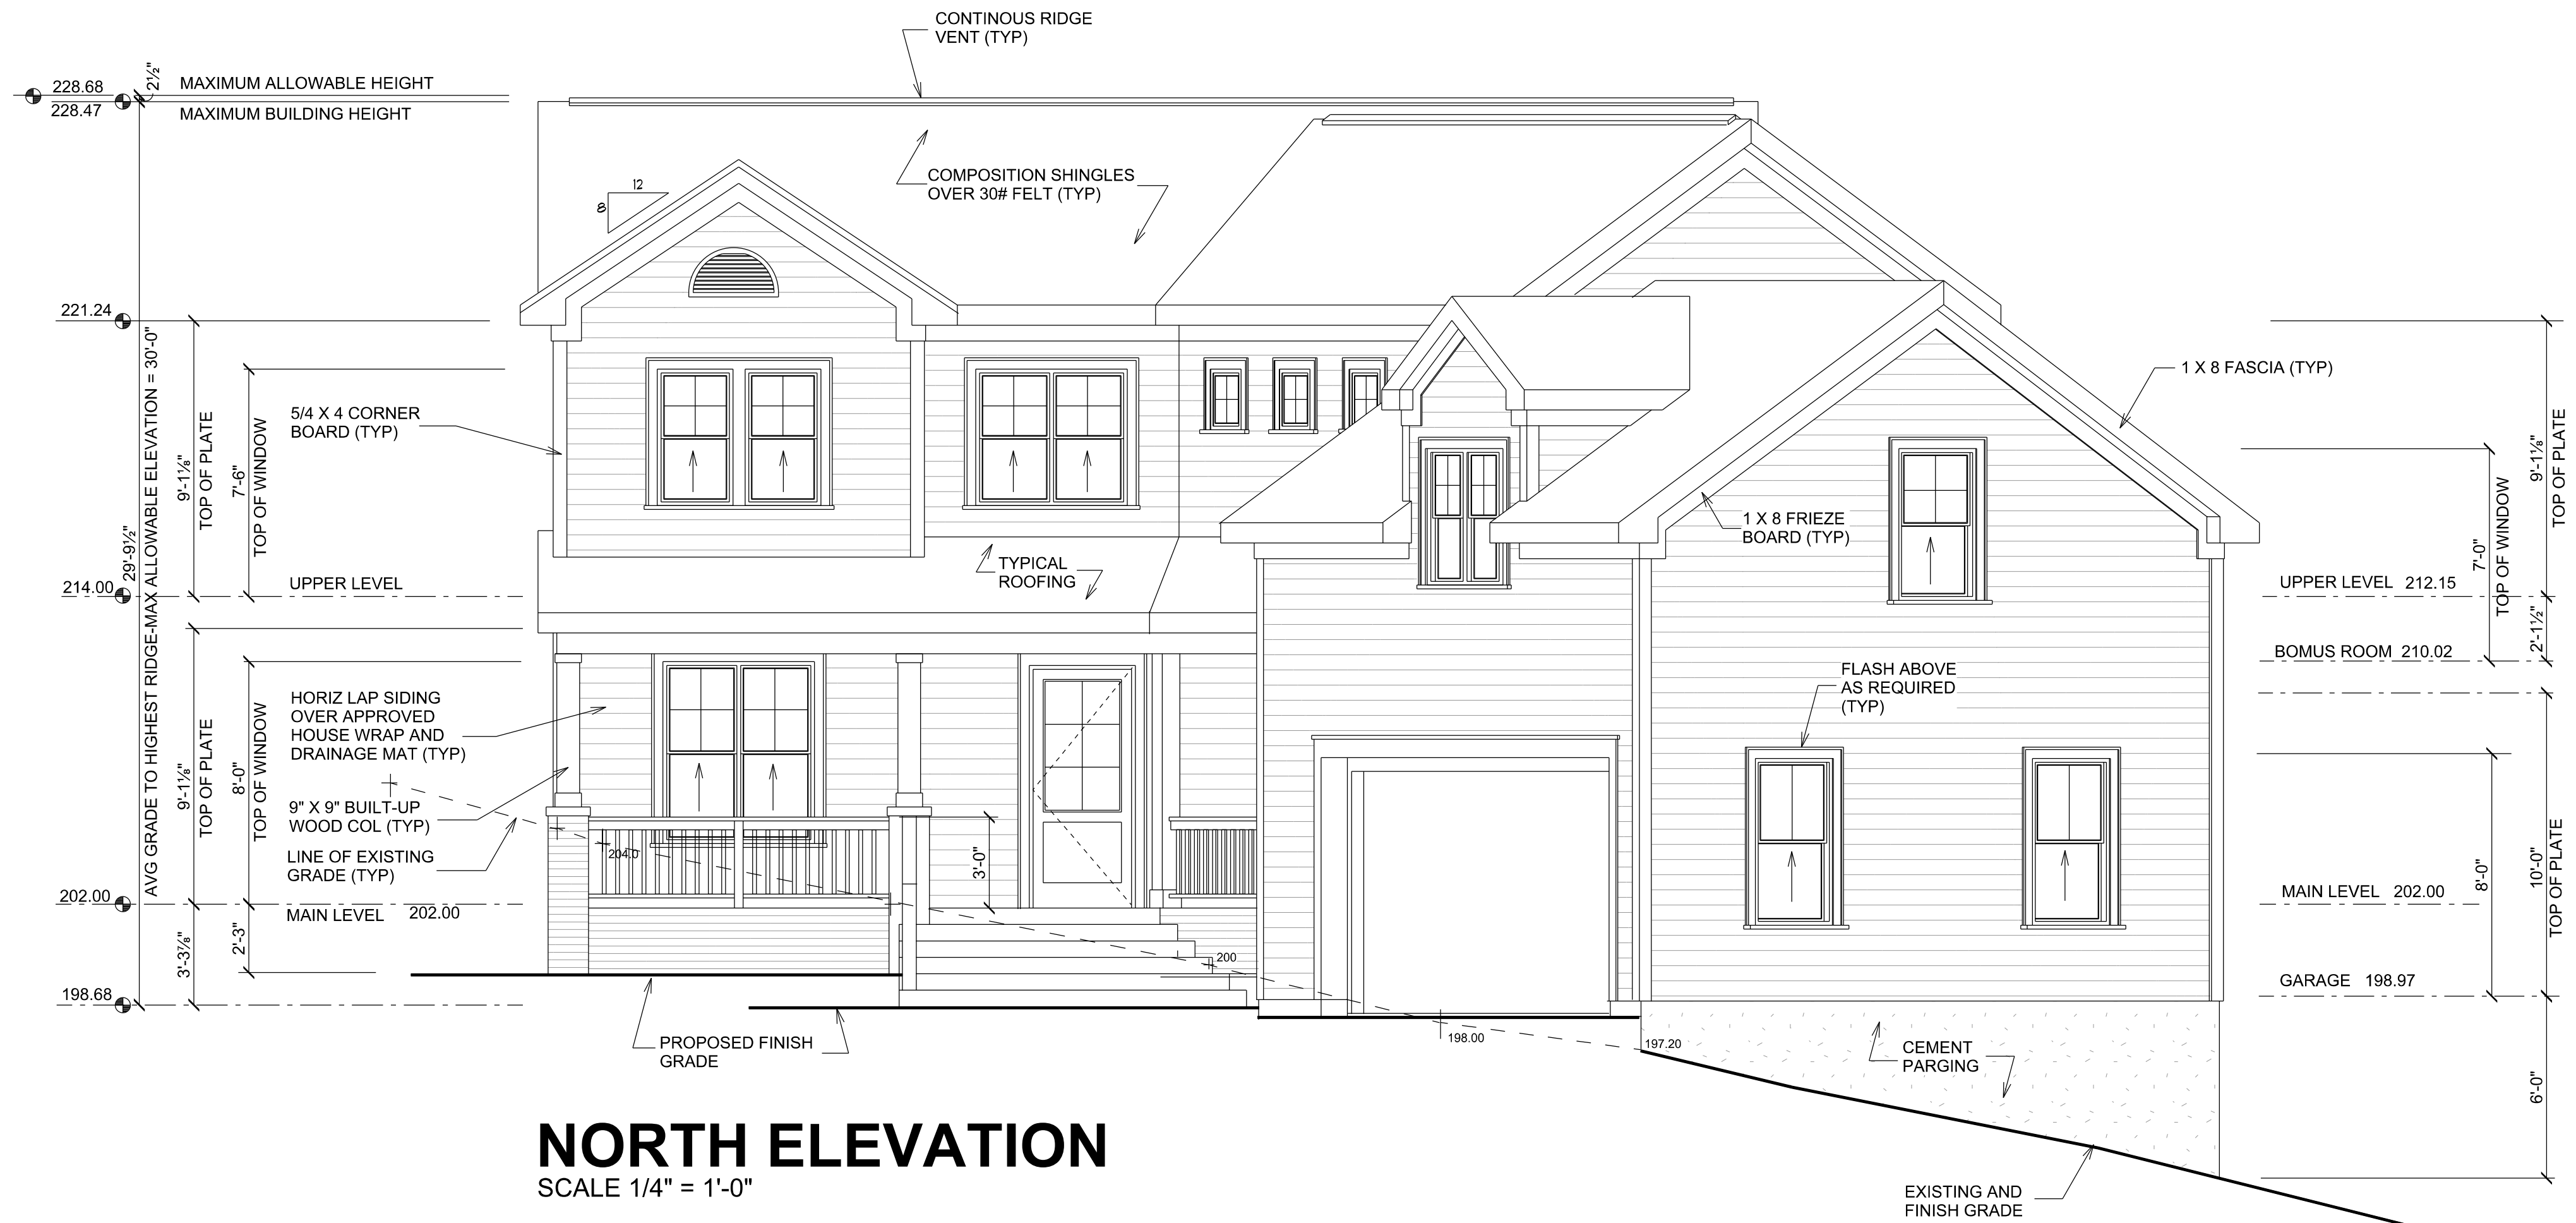 CONTINOUS RIDGE
VENT (TYP)
228.68
2½"
MAXIMUM ALLOWABLE HEIGHT
228.47
MAXIMUM BUILDING HEIGHT
COMPOSITION SHINGLES
OVER 30# FELT (TYP)
12
8
221.24
AVG GRADE TO HIGHEST RIDGE-MAX ALLOWABLE ELEVATION = 30'-0"
29'-9½"
9'-1⅛"
TOP OF PLATE
7'-6"
TOP OF WINDOW
5/4 X 4 CORNER
BOARD (TYP)
1 X 8 FASCIA (TYP)
9'-1⅛"
TOP OF PLATE
1 X 8 FRIEZE
BOARD (TYP)
7'-0"
TOP OF WINDOW
TYPICAL
ROOFING
214.00
UPPER LEVEL
UPPER LEVEL 212.15
2'-1½"
BOMUS ROOM 210.02
FLASH ABOVE
AS REQUIRED
(TYP)
HORIZ LAP SIDING
OVER APPROVED
HOUSE WRAP AND
DRAINAGE MAT (TYP)
9'-1⅛"
TOP OF PLATE
8'-0"
TOP OF WINDOW
9" X 9" BUILT-UP
WOOD COL (TYP)
LINE OF EXISTING
GRADE (TYP)
204.0
3'-0"
8'-0"
10'-0"
TOP OF PLATE
202.00
MAIN LEVEL 202.00
MAIN LEVEL 202.00
3'-3⅞"
2'-3"
200
198.68
GARAGE 198.97
PROPOSED FINISH
GRADE
198.00
197.20
CEMENT
PARGING
6'-0"
NORTH ELEVATION
SCALE 1/4" = 1'-0"
EXISTING AND
FINISH GRADE